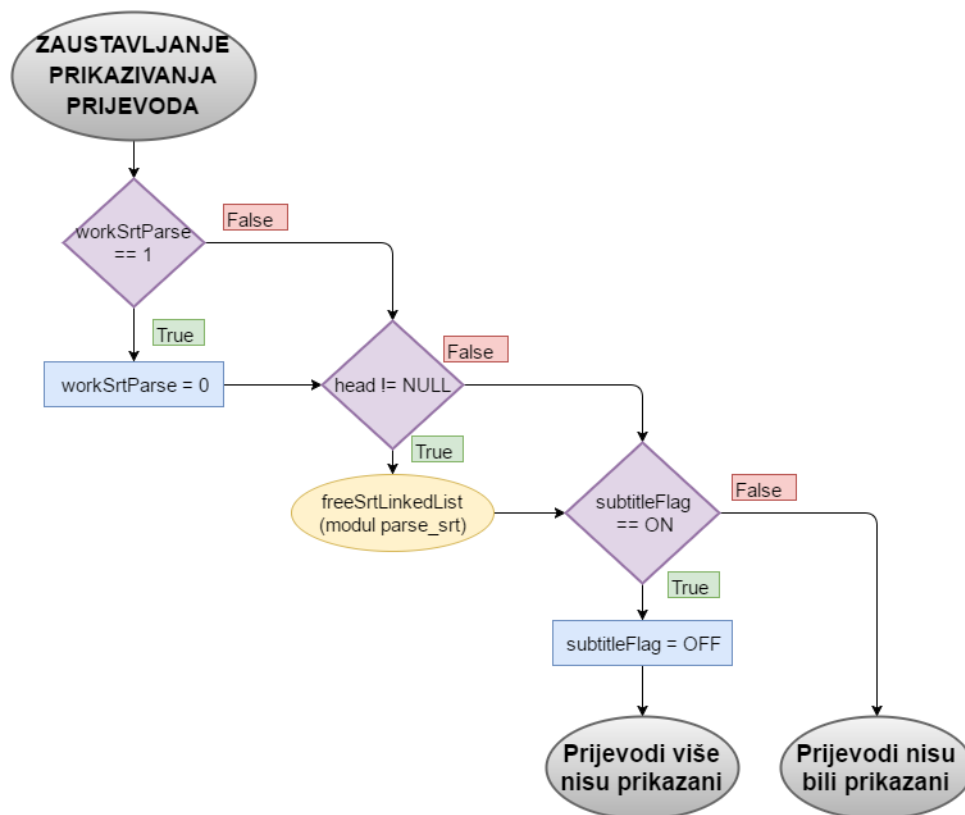 ZAUSTAVLJANJE
PRIKAZIVANJA
PRIJEVODA
workSrtParse
== 1
False
True
workSrtParse = 0
head != NULL
False
True
freeSrtLinkedList
(modul parse_srt)
subtitleFlag
== ON
False
True
subtitleFlag = OFF
Prijevodi više
nisu prikazani
Prijevodi nisu
bili prikazani